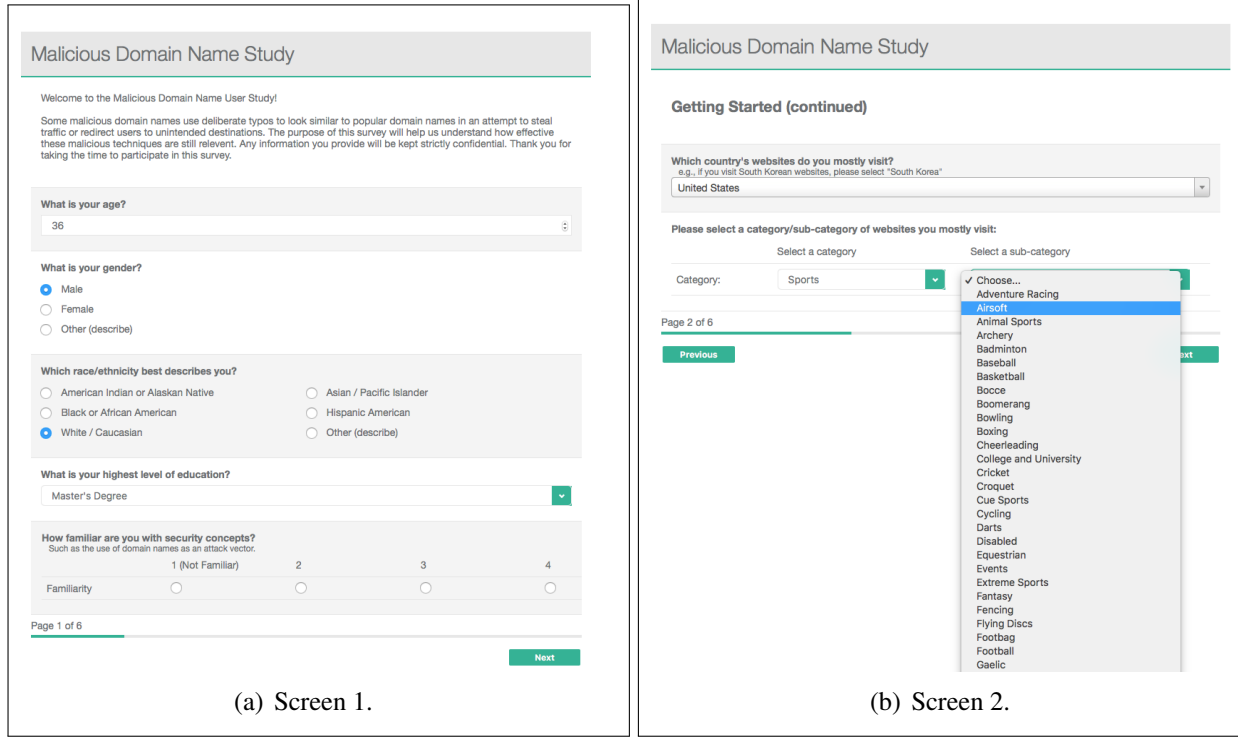 Malicious Domain Name Study
Welcome to the Malicious Domain Name User Study!
Some malicious domain names use deliberate typos to look similar to popular domain names in an attempt to steal
traffic or redirect users to unintended destinations. The purpose of this survey will help us understand how effective
these malicious techniques are still relevant. Any information you provide will be kept strictly confidential. Thank you for
taking the time to participate in this survey.
What is your age?
36
What is your gender?
Male
Female
Other (describe)
Which race/ethnicity best describes you?
American Indian or Alaskan Native
Asian / Pacific Islander
Black or African American
Hispanic American
White / Caucasian
Other (describe)
What is your highest level of education?
Master's Degree
How familiar are you with security concepts?
Such as the use of domain names as an attack vector.
1 (Not Familiar) 2 3 4
Familiarity
Page 1 of 6
Next
(a) Screen 1.
Malicious Domain Name Study
Getting Started (continued)
Which country's websites do you mostly visit?
e.g., if you visit South Korean websites, please select "South Korea"
United States
Please select a category/sub-category of websites you mostly visit:
Select a category Select a sub-category
Category: Sports
✓ Choose...
Adventure Racing
Airsoft
Animal Sports
Archery
Badminton
Baseball
Basketball
Bocce
Boomerang
Bowling
Boxing
Cheerleading
College and University
Cricket
Croquet
Cue Sports
Cycling
Darts
Disabled
Equestrian
Events
Extreme Sports
Fantasy
Fencing
Flying Discs
Footbag
Football
Gaelic
Page 2 of 6
Previous
ext
(b) Screen 2.